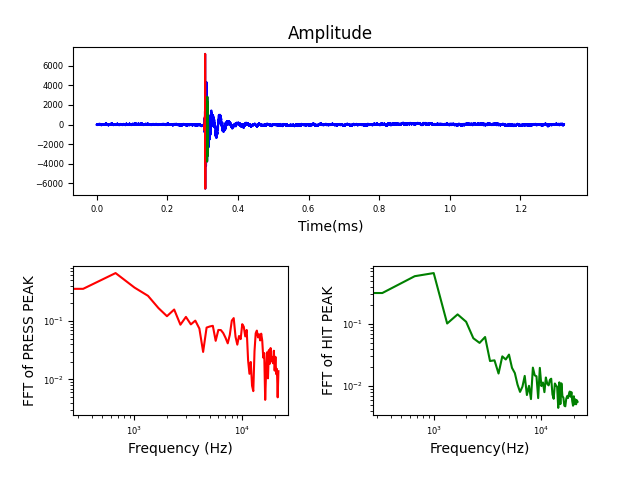 Amplitude
6000
4000
2000
0
−2000
−4000
−6000
0.0 0.2 0.4 0.6 0.8 1.0 1.2
Time(ms)
FFT of PRESS PEAK
10⁻¹
10⁻²
10³ 10⁴
Frequency (Hz)
FFT of HIT PEAK
10⁻¹
10⁻²
10³ 10⁴
Frequency(Hz)